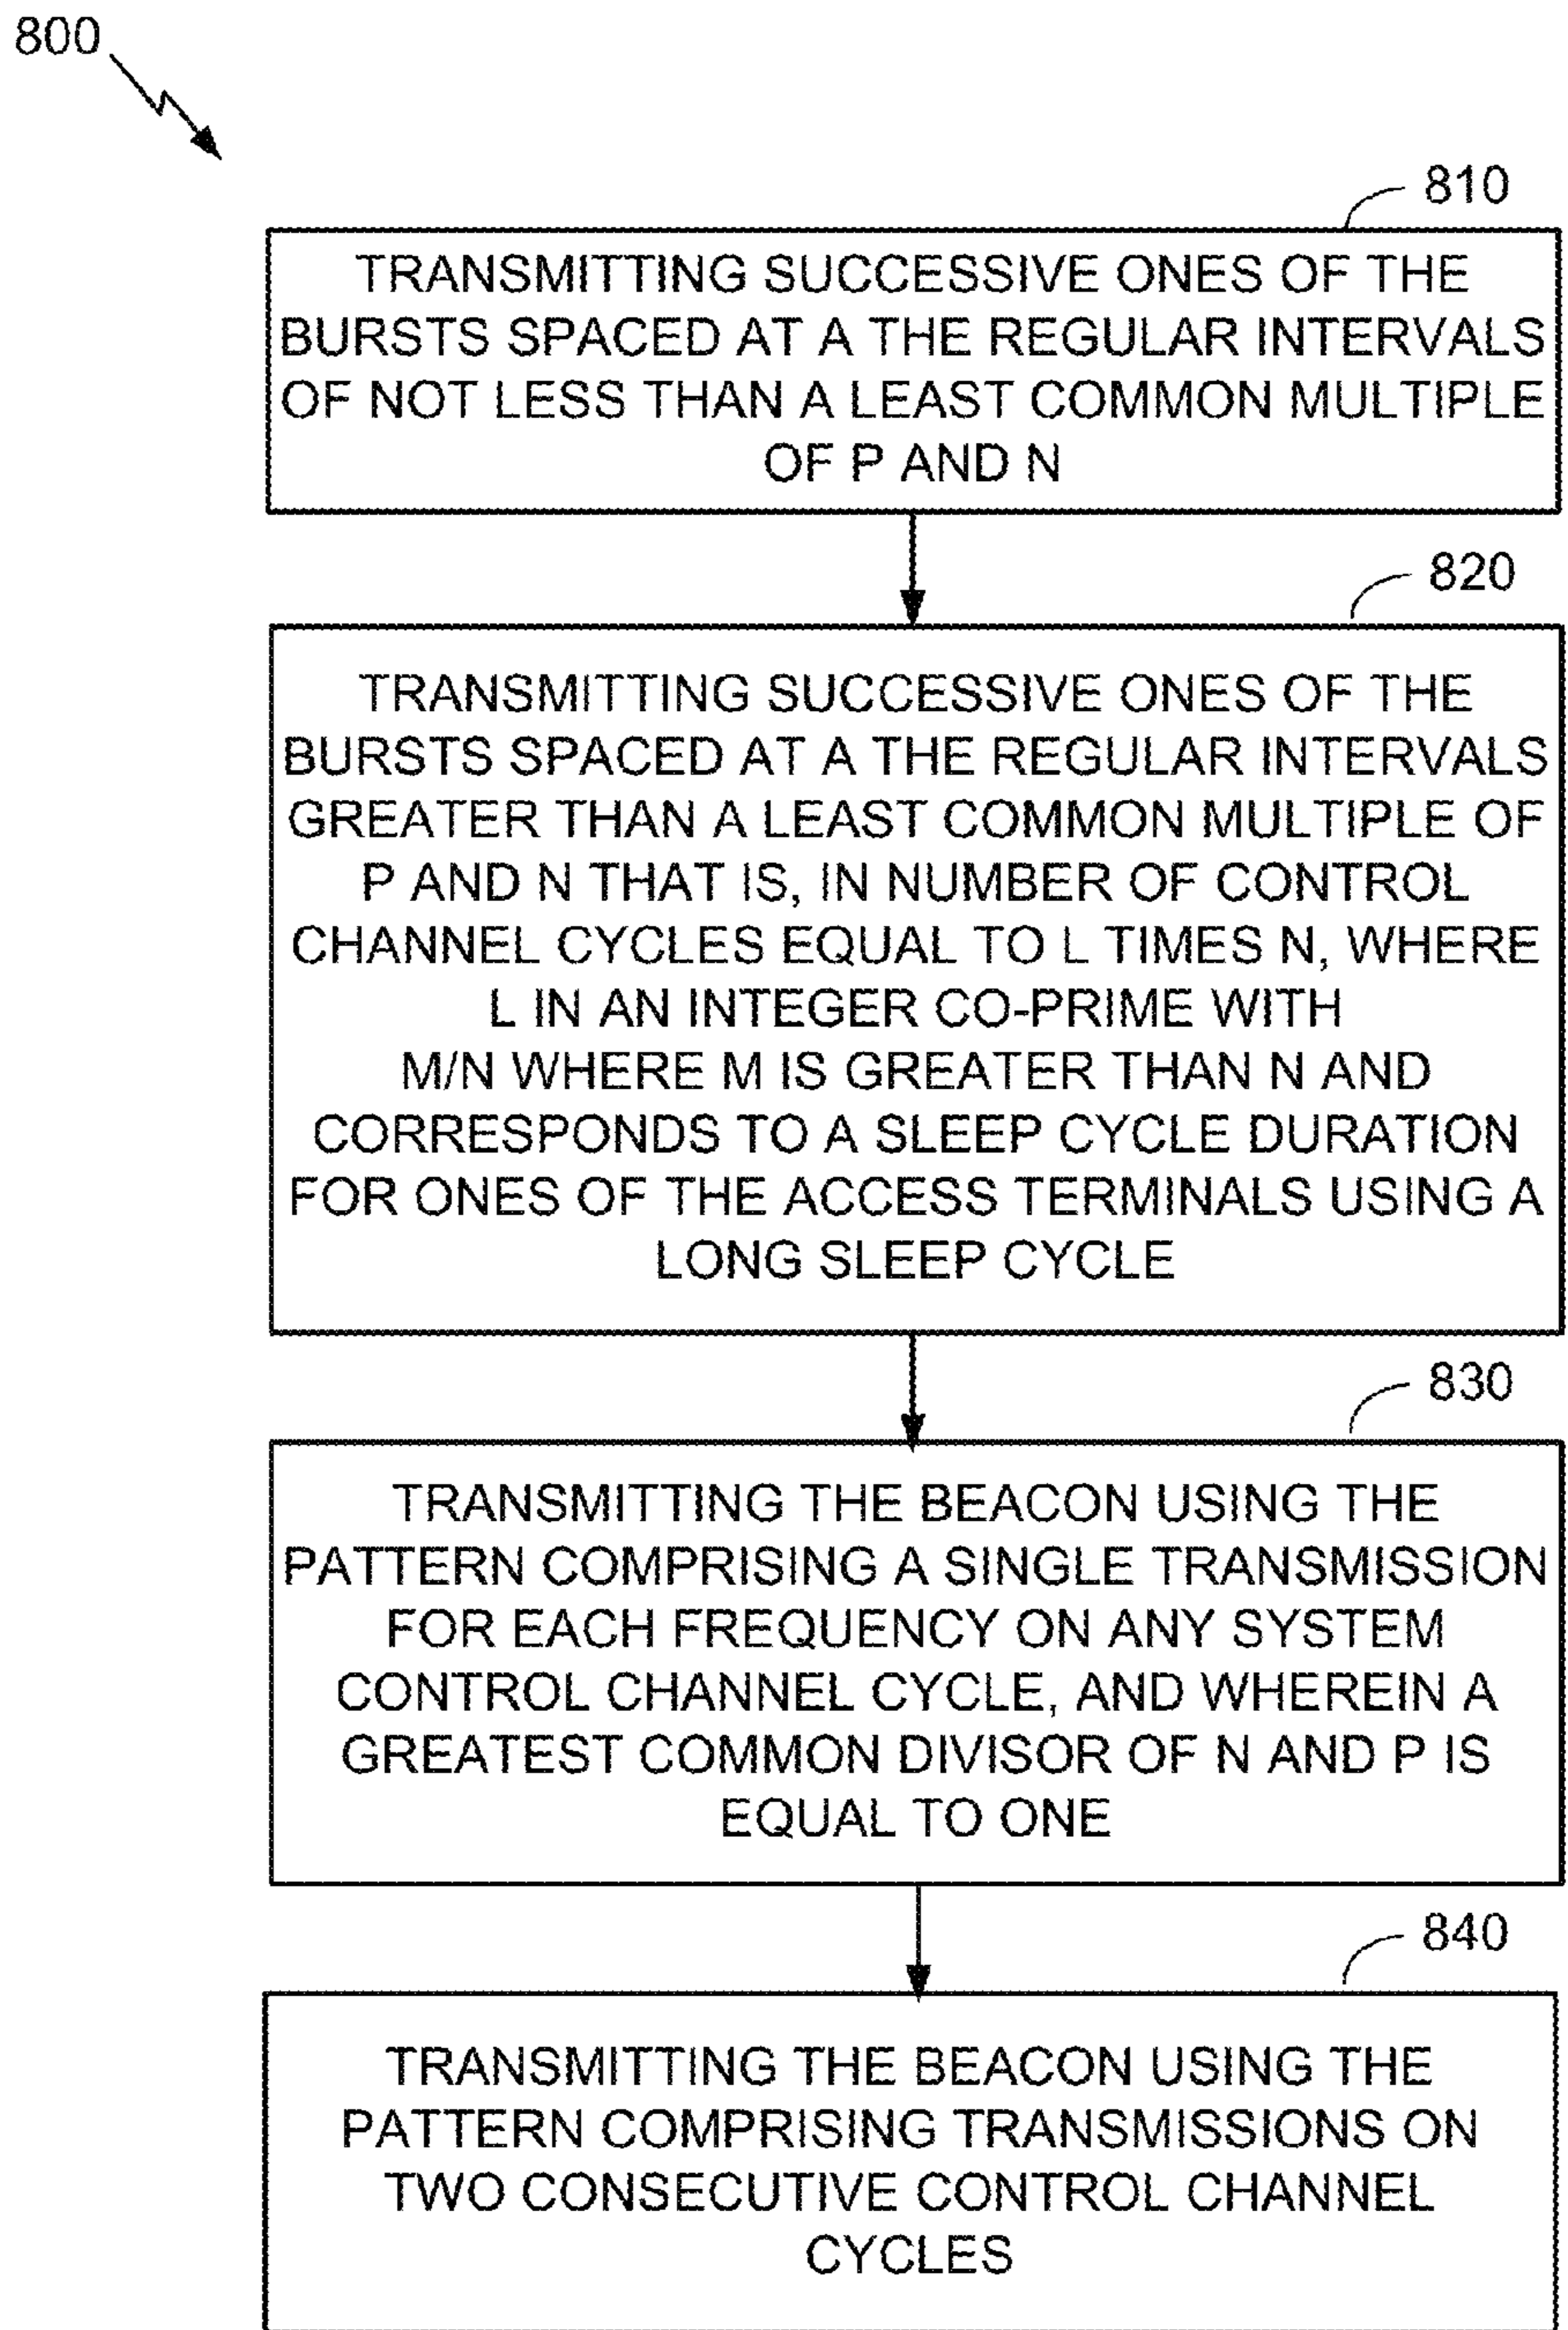 800
810
TRANSMITTING SUCCESSIVE ONES OF THE
BURSTS SPACED AT A THE REGULAR INTERVALS
OF NOT LESS THAN A LEAST COMMON MULTIPLE
OF P AND N
820
TRANSMITTING SUCCESSIVE ONES OF THE
BURSTS SPACED AT A THE REGULAR INTERVALS
GREATER THAN A LEAST COMMON MULTIPLE OF
P AND N THAT IS, IN NUMBER OF CONTROL
CHANNEL CYCLES EQUAL TO L TIMES N, WHERE
L IN AN INTEGER CO-PRIME WITH
M/N WHERE M IS GREATER THAN N AND
CORRESPONDS TO A SLEEP CYCLE DURATION
FOR ONES OF THE ACCESS TERMINALS USING A
LONG SLEEP CYCLE
830
TRANSMITTING THE BEACON USING THE
PATTERN COMPRISING A SINGLE TRANSMISSION
FOR EACH FREQUENCY ON ANY SYSTEM
CONTROL CHANNEL CYCLE, AND WHEREIN A
GREATEST COMMON DIVISOR OF N AND P IS
EQUAL TO ONE
840
TRANSMITTING THE BEACON USING THE
PATTERN COMPRISING TRANSMISSIONS ON
TWO CONSECUTIVE CONTROL CHANNEL
CYCLES